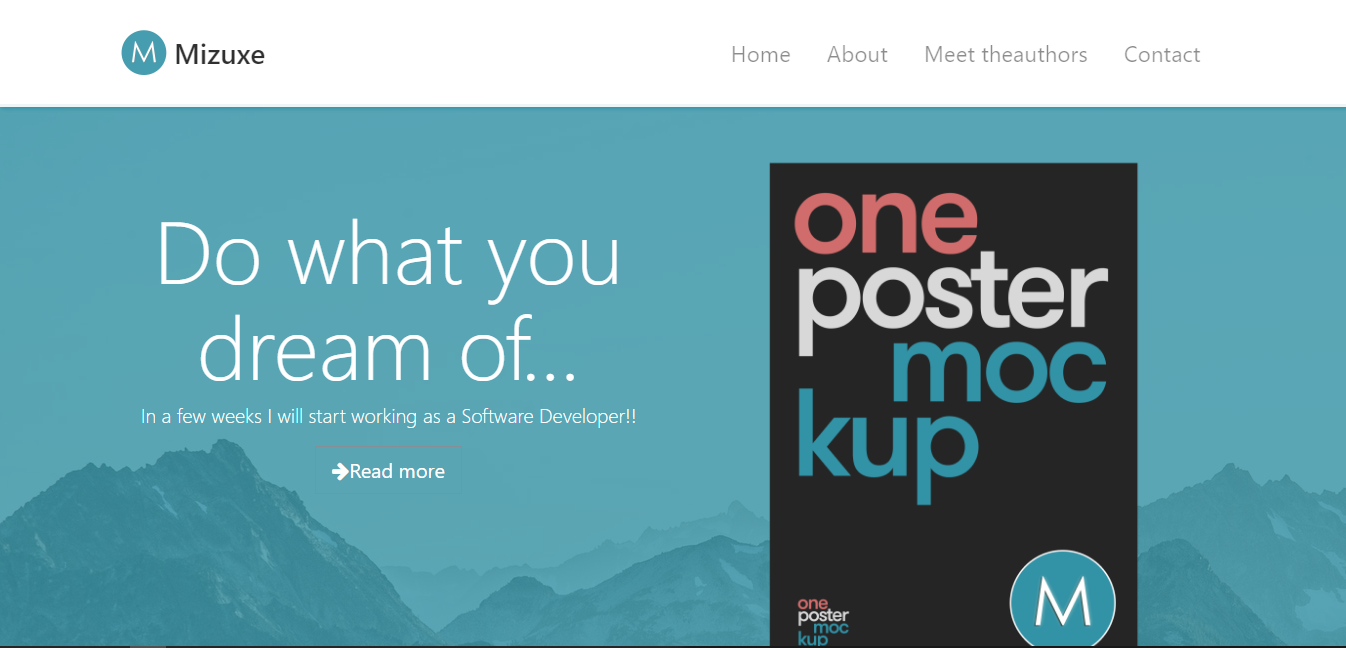 M Mizuxe
Home About Meet theauthors Contact
Do what you
dream of...
In a few weeks I will start working as a Software Developer!!
Read more
one
poster
moc
kup
M
one
poster
moc
kup